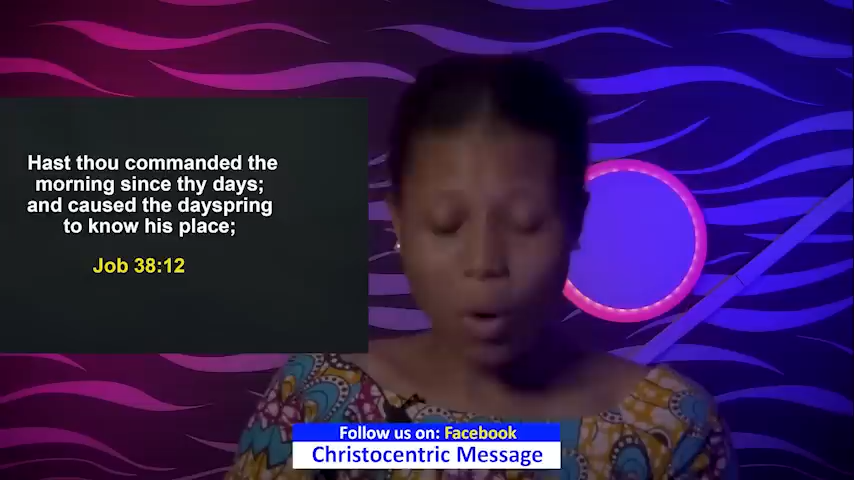 Hast thou commanded the
morning since thy days;
and caused the dayspring
to know his place;
Job 38:12
Follow us on: Facebook
Christocentric Message